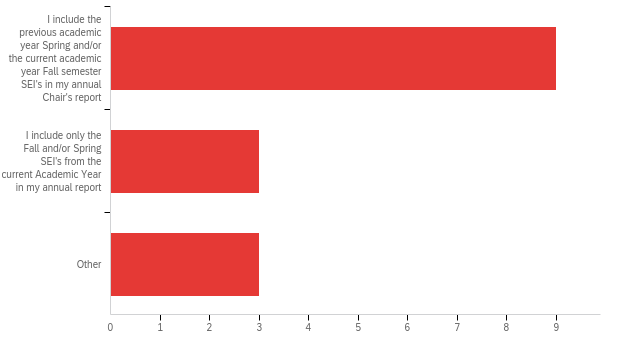 I include the
previous academic
year Spring and/or
the current academic
year Fall semester
SEI's in my annual
Chair's report
I include only the
Fall and/or Spring
SEI's from the
current Academic Year
in my annual report
Other
0 1 2 3 4 5 6 7 8 9